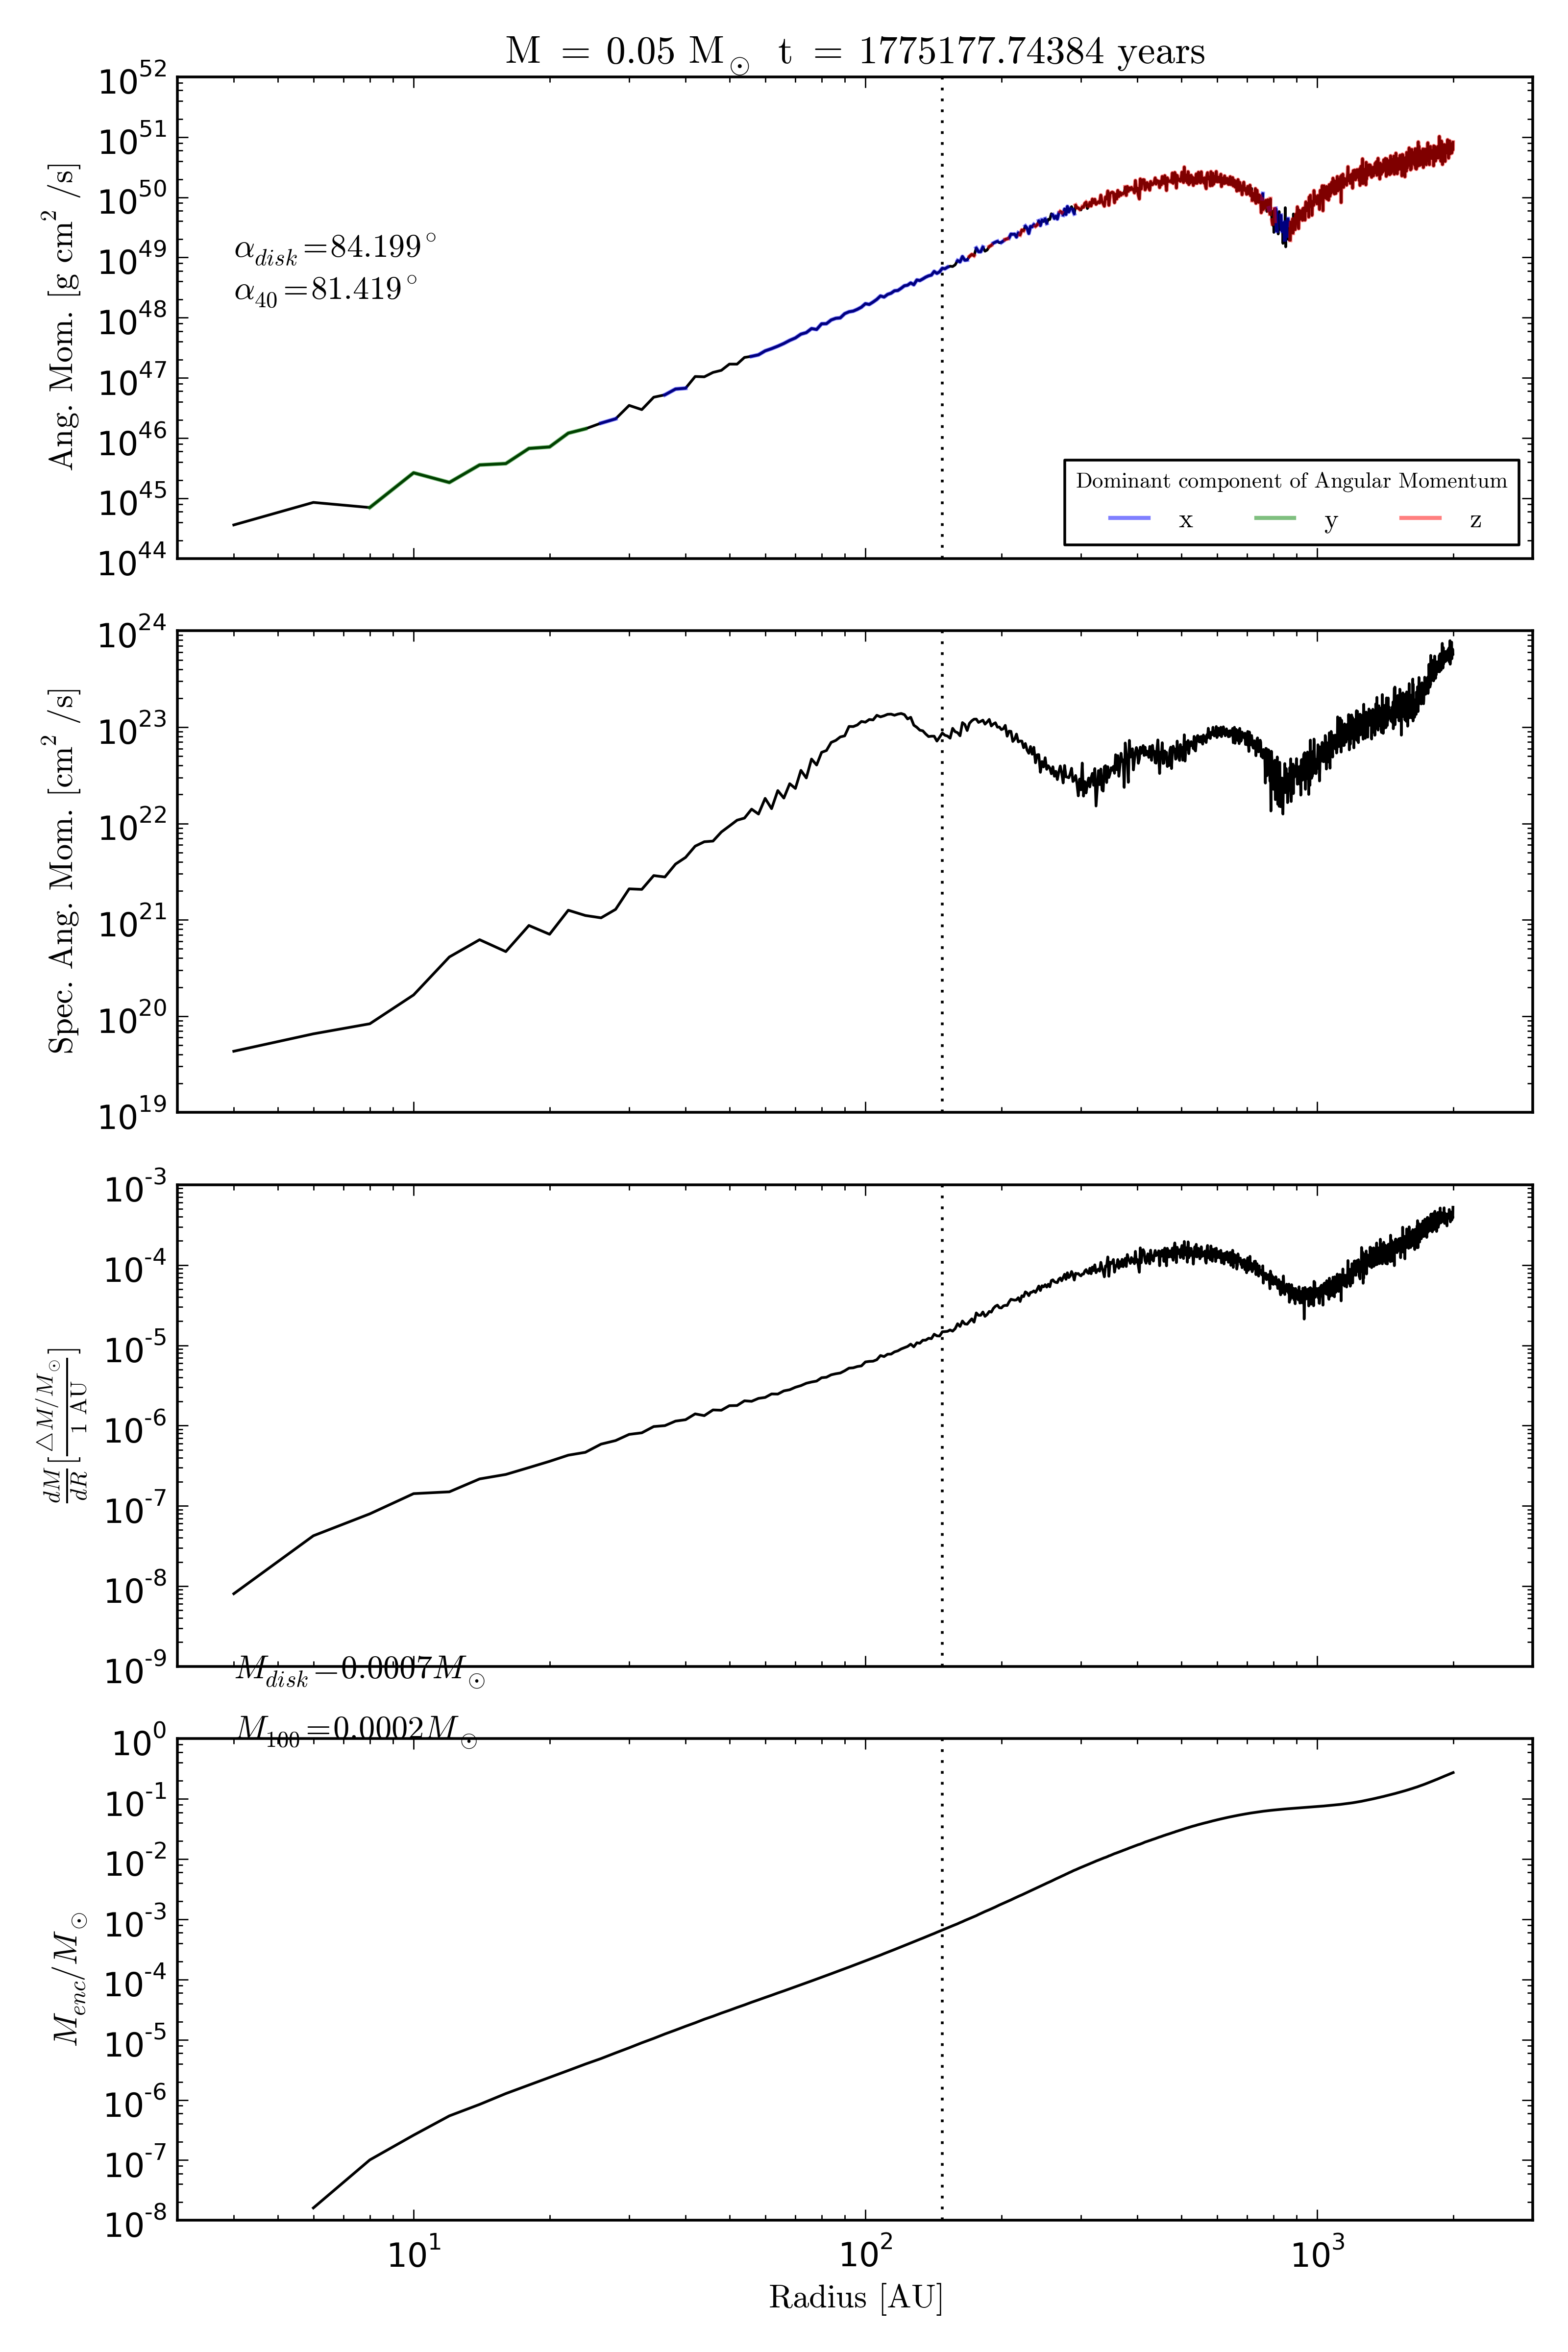 M = 0.05 M⊙ t = 1775177.74384 years
10^52
10^51
10^50
10^49
10^48
10^47
10^46
10^45
10^44
Ang. Mom. [g cm^2 /s]
α_disk=84.199°
α_40=81.419°
Dominant component of Angular Momentum
x y z
10^24
10^23
10^22
10^21
10^20
10^19
Spec. Ang. Mom. [cm^2 /s]
10^-3
10^-4
10^-5
10^-6
10^-7
10^-8
10^-9
dM/dR [△M/M⊙ / 1 AU]
M_disk=0.0007M⊙
M_100=0.0002M⊙
10^0
10^-1
10^-2
10^-3
10^-4
10^-5
10^-6
10^-7
10^-8
M_enc/M⊙
10^1 10^2 10^3
Radius [AU]